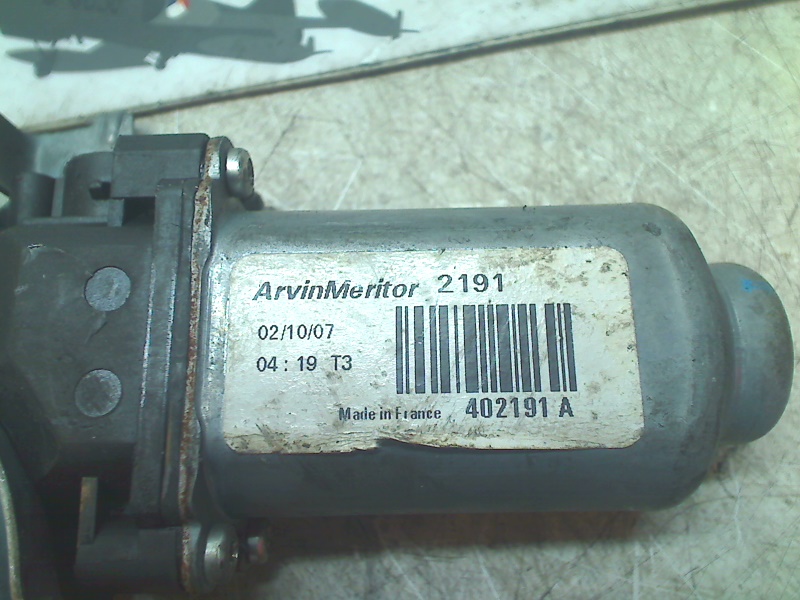 ArvinMeritor 2191
02/10/07
04 : 19 T3
Made in France 402191 A